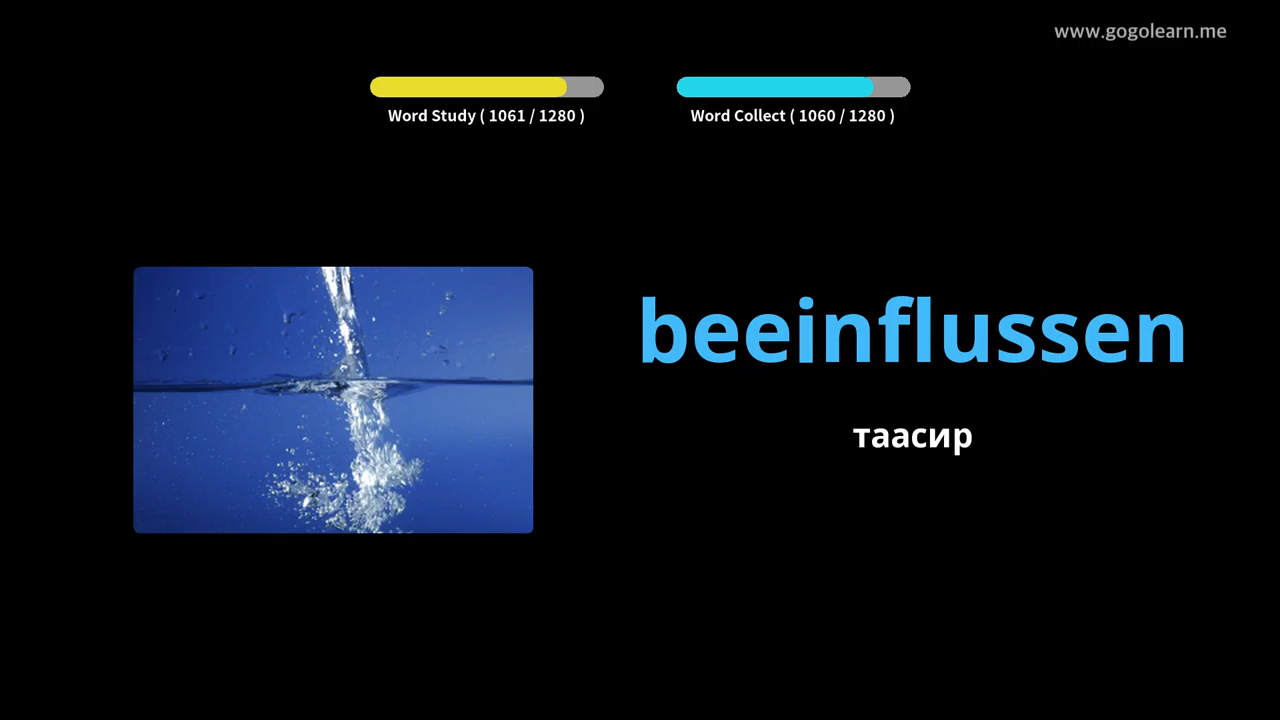 www.gogolearn.me
Word Study ( 1061 / 1280 )
Word Collect ( 1060 / 1280 )
beeinflussen
таасир